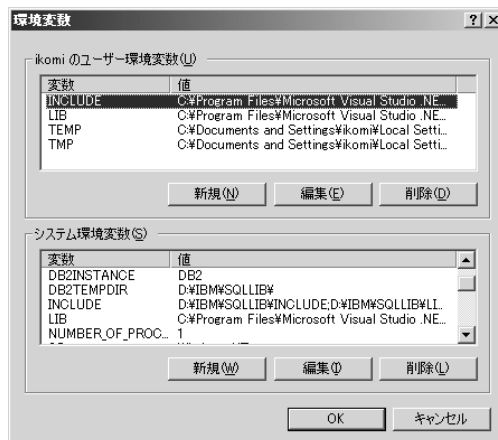 環境変数
ikomi のユーザー環境変数(U)
変数 値
INCLUDE C:¥Program Files¥Microsoft Visual Studio .NE...
LIB C:¥Program Files¥Microsoft Visual Studio .NE...
TEMP C:¥Documents and Settings¥ikomi¥Local Setti...
TMP C:¥Documents and Settings¥ikomi¥Local Setti...
新規(N) 編集(E) 削除(D)
システム環境変数(S)
変数 値
DB2INSTANCE DB2
DB2TEMPDIR D:¥IBM¥SQLLIB¥
INCLUDE D:¥IBM¥SQLLIB¥INCLUDE;D:¥IBM¥SQLLIB¥LI...
LIB C:¥Program Files¥Microsoft Visual Studio .NE...
NUMBER_OF_PROC... 1
新規(W) 編集(I) 削除(L)
OK キャンセル